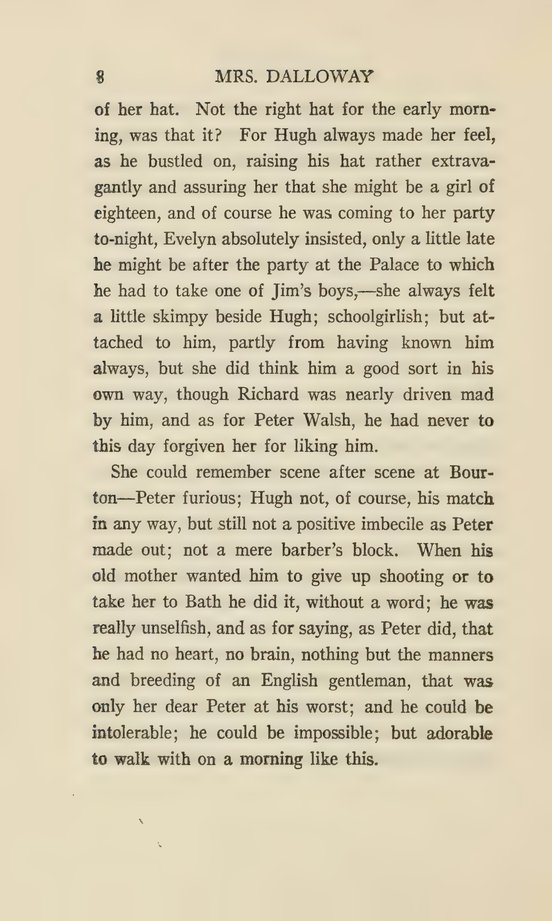 8 MRS. DALLOWAY
of her hat. Not the right hat for the early morn-
ing, was that it? For Hugh always made her feel,
as he bustled on, raising his hat rather extrava-
gantly and assuring her that she might be a girl of
eighteen, and of course he was coming to her party
to-night, Evelyn absolutely insisted, only a little late
he might be after the party at the Palace to which
he had to take one of Jim's boys,—she always felt
a little skimpy beside Hugh; schoolgirlish; but at-
tached to him, partly from having known him
always, but she did think him a good sort in his
own way, though Richard was nearly driven mad
by him, and as for Peter Walsh, he had never to
this day forgiven her for liking him.
She could remember scene after scene at Bour-
ton—Peter furious; Hugh not, of course, his match
in any way, but still not a positive imbecile as Peter
made out; not a mere barber's block. When his
old mother wanted him to give up shooting or to
take her to Bath he did it, without a word; he was
really unselfish, and as for saying, as Peter did, that
he had no heart, no brain, nothing but the manners
and breeding of an English gentleman, that was
only her dear Peter at his worst; and he could be
intolerable; he could be impossible; but adorable
to walk with on a morning like this.